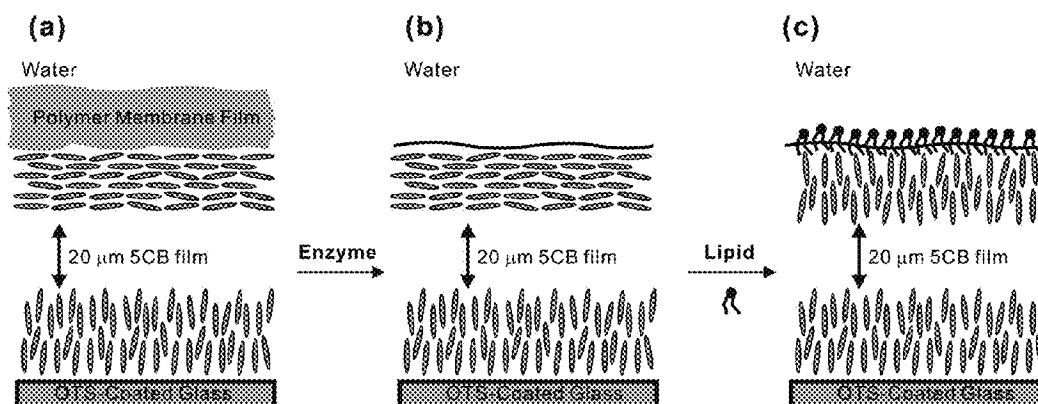 (a)
(b)
(c)
Water
Water
Water
Polymer Membrane Film
20 μm 5CB film
Enzyme
20 μm 5CB film
Lipid
20 μm 5CB film
OTS-Coated Glass
OTS-Coated Glass
OTS-Coated Glass